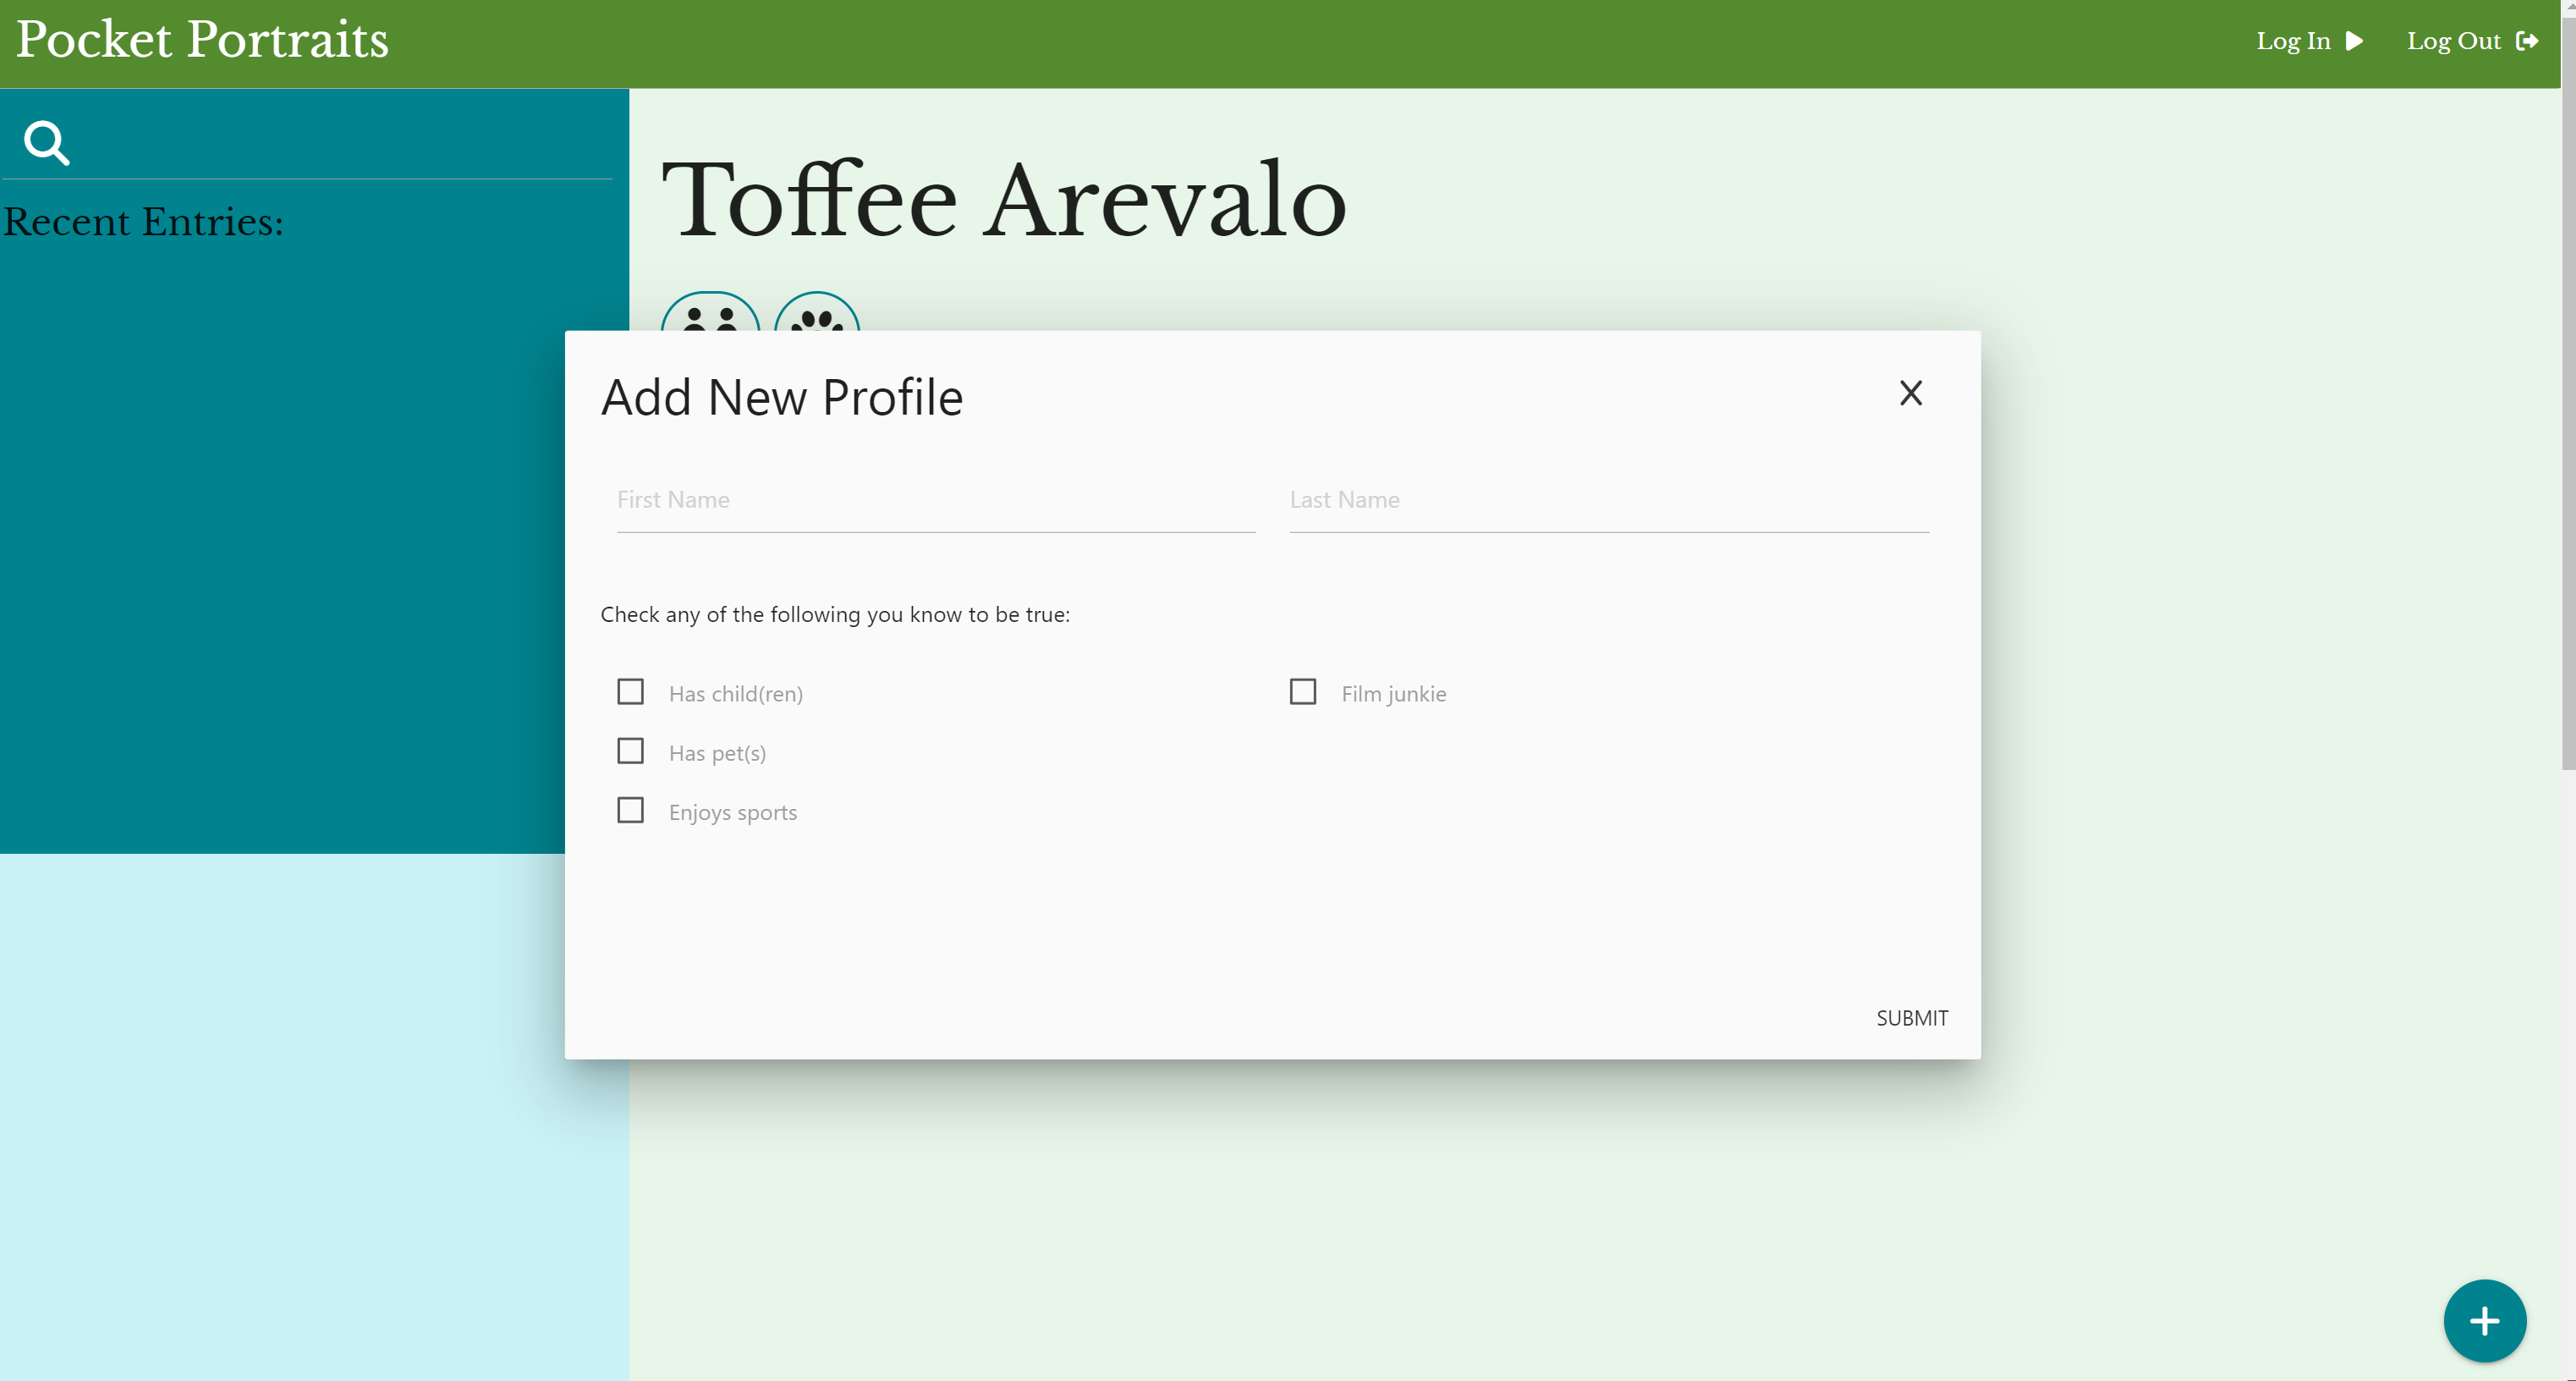 Pocket Portraits
Log In
Log Out
Recent Entries:
Toffee Arevalo
Add New Profile
X
First Name
Last Name
Check any of the following you know to be true:
Has child(ren)
Film junkie
Has pet(s)
Enjoys sports
SUBMIT